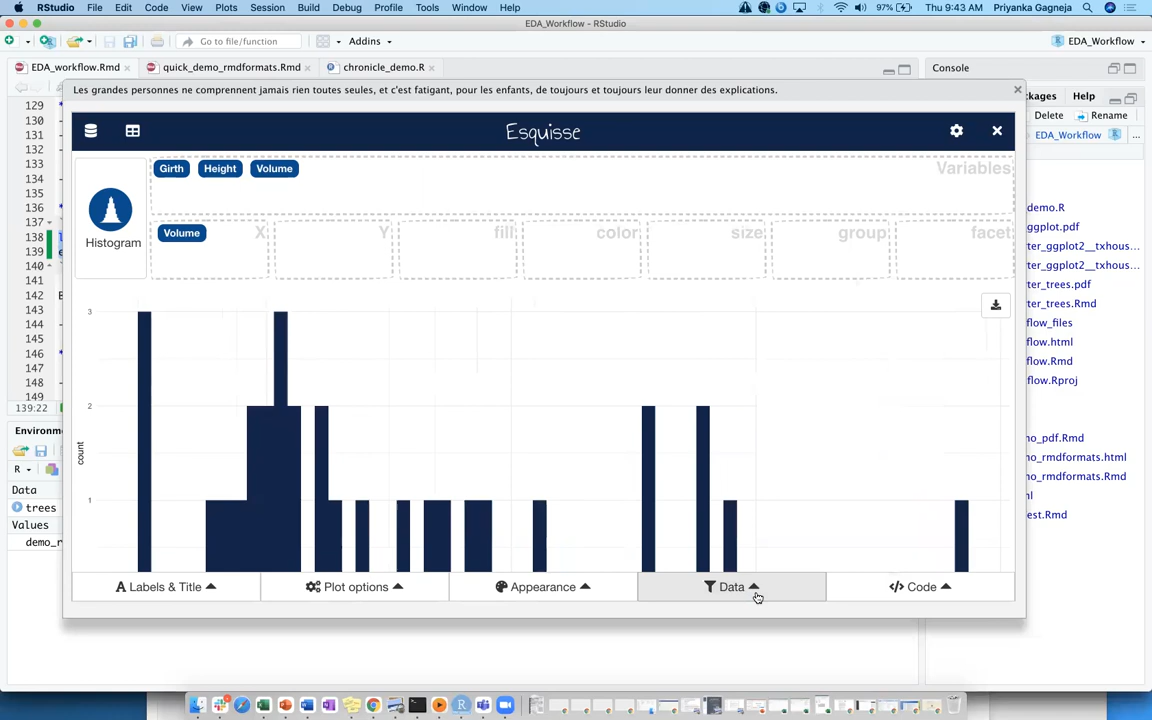 RStudio File Edit Code View Plots Session Build Debug Profile Tools Window Help 97% Thu 9:43 AM Priyanka Gagneja
EDA_Workflow - RStudio
Go to file/function Addins EDA_Workflow
EDA_workflow.Rmd quick_demo_rmdformats.Rmd chronicle_demo.R Console
Les grandes personnes ne comprennent jamais rien toutes seules, et c'est fatigant, pour les enfants, de toujours et toujours leur donner des explications.
ckages Help
Delete Rename
EDA_Workflow
Esquisse
Girth Height Volume Variables
Histogram
Volume X Y fill color size group facet
3
2
1
count
Labels & Title Plot options Appearance Data Code
129
130
131
132
133
134
135
136
137
138
139
140
141
142 E
143
144
145
146
147
148
149
139:22
Environ
R
Data
trees
Values
demo_r
demo.R
ggplot.pdf
ter_ggplot2__txhous...
ter_ggplot2__txhous...
ter_trees.pdf
ter_trees.Rmd
flow_files
flow.html
flow.Rmd
flow.Rproj
no_pdf.Rmd
no_rmdformats.html
no_rmdformats.Rmd
nl
est.Rmd